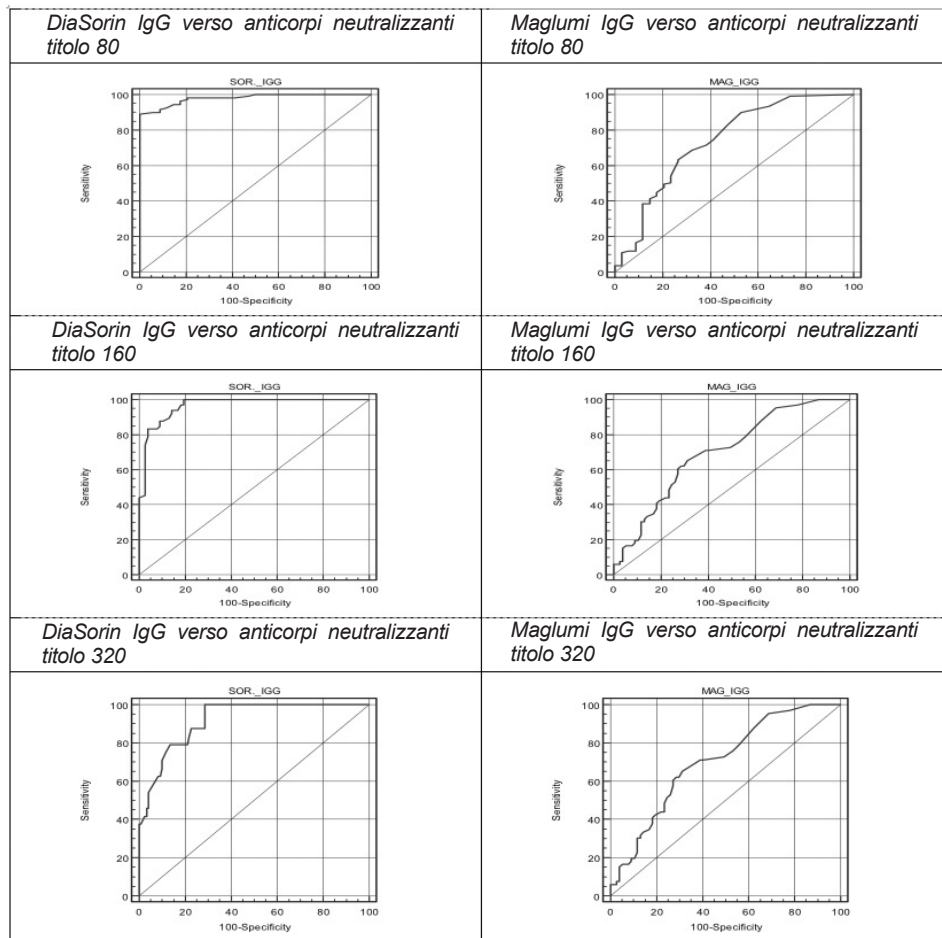 DiaSorin IgG verso anticorpi neutralizzanti
titolo 80
SOR._IGG
100
80
60
40
20
0
Sensitivity
0 20 40 60 80 100
100-Specificity
Maglumi IgG verso anticorpi neutralizzanti
titolo 80
MAG_IGG
100
80
60
40
20
0
Sensitivity
0 20 40 60 80 100
100-Specificity
DiaSorin IgG verso anticorpi neutralizzanti
titolo 160
SOR._IGG
100
80
60
40
20
0
Sensitivity
0 20 40 60 80 100
100-Specificity
Maglumi IgG verso anticorpi neutralizzanti
titolo 160
MAG_IGG
100
80
60
40
20
0
Sensitivity
0 20 40 60 80 100
100-Specificity
DiaSorin IgG verso anticorpi neutralizzanti
titolo 320
SOR._IGG
100
80
60
40
20
0
Sensitivity
0 20 40 60 80 100
100-Specificity
Maglumi IgG verso anticorpi neutralizzanti
titolo 320
MAG_IGG
100
80
60
40
20
0
Sensitivity
0 20 40 60 80 100
100-Specificity